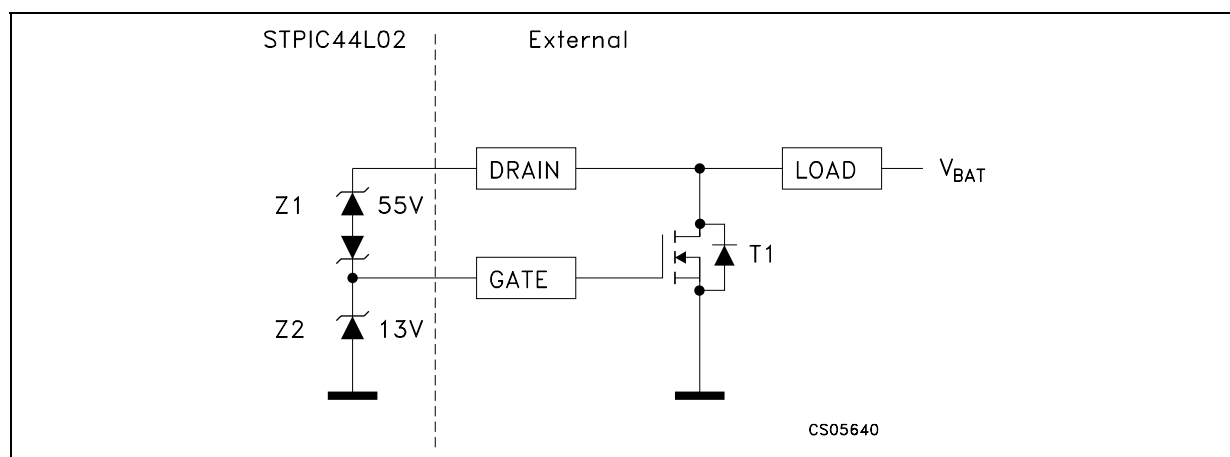 STPIC44L02 External
DRAIN LOAD VBAT
Z1 55V
T1
GATE
Z2 13V
CS05640